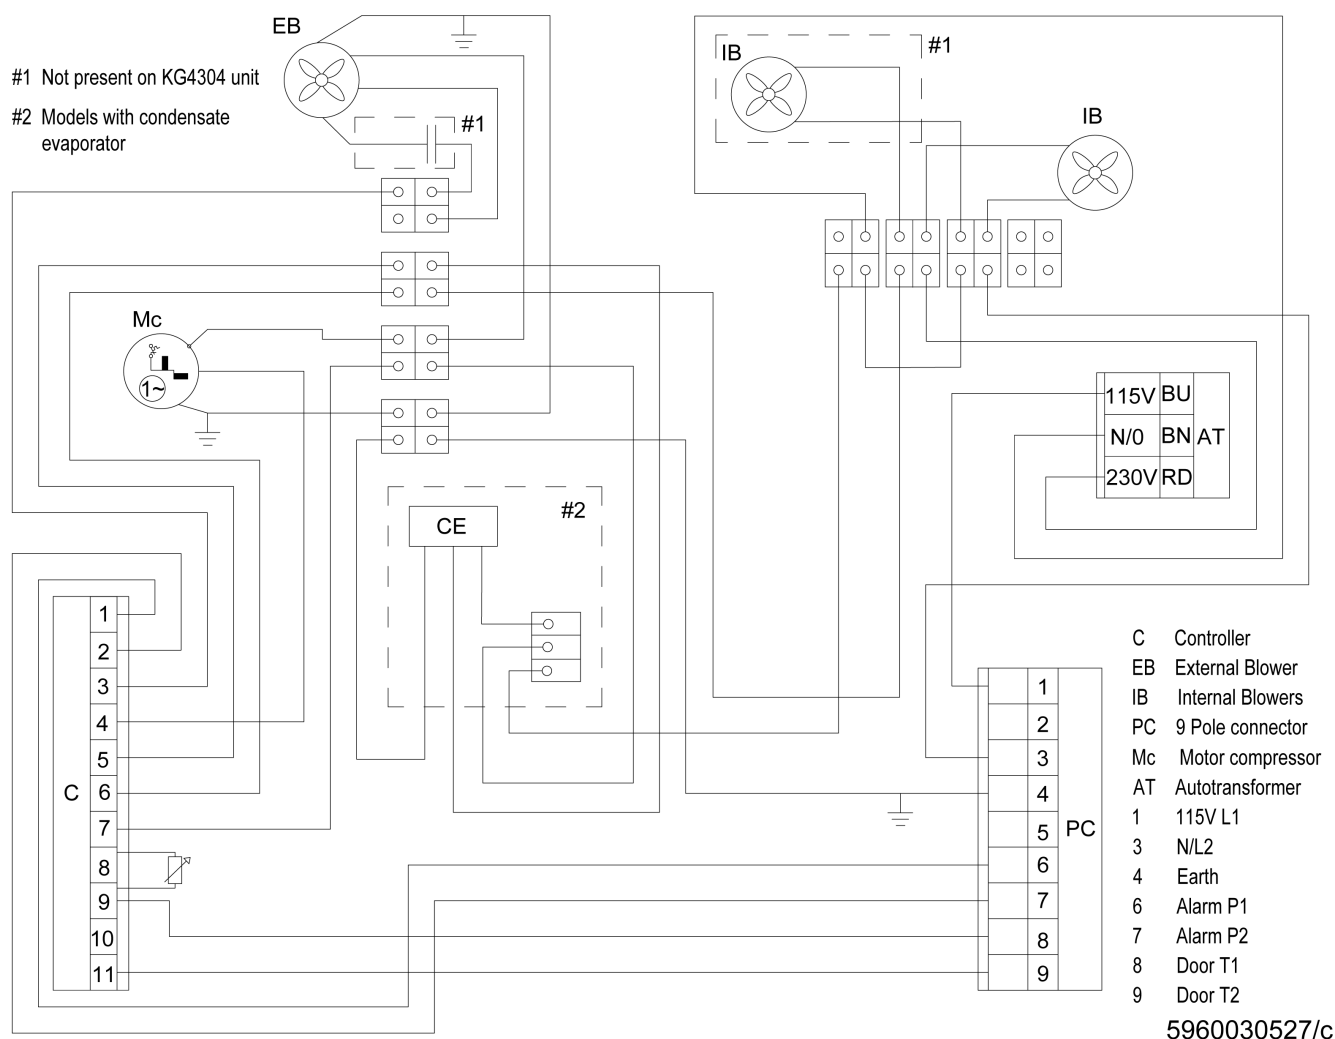 EB
#1 Not present on KG4304 unit
#2 Models with condensate
evaporator
#1
IB
#1
IB
Mc
1~
115V BU
N/0 BN AT
230V RD
#2
CE
C
1
2
3
4
5
6
7
8
9
10
11
1
2
3
4
5
6
7
8
9
PC
C Controller
EB External Blower
IB Internal Blowers
PC 9 Pole connector
Mc Motor compressor
AT Autotransformer
1 115V L1
3 N/L2
4 Earth
6 Alarm P1
7 Alarm P2
8 Door T1
9 Door T2
5960030527/c